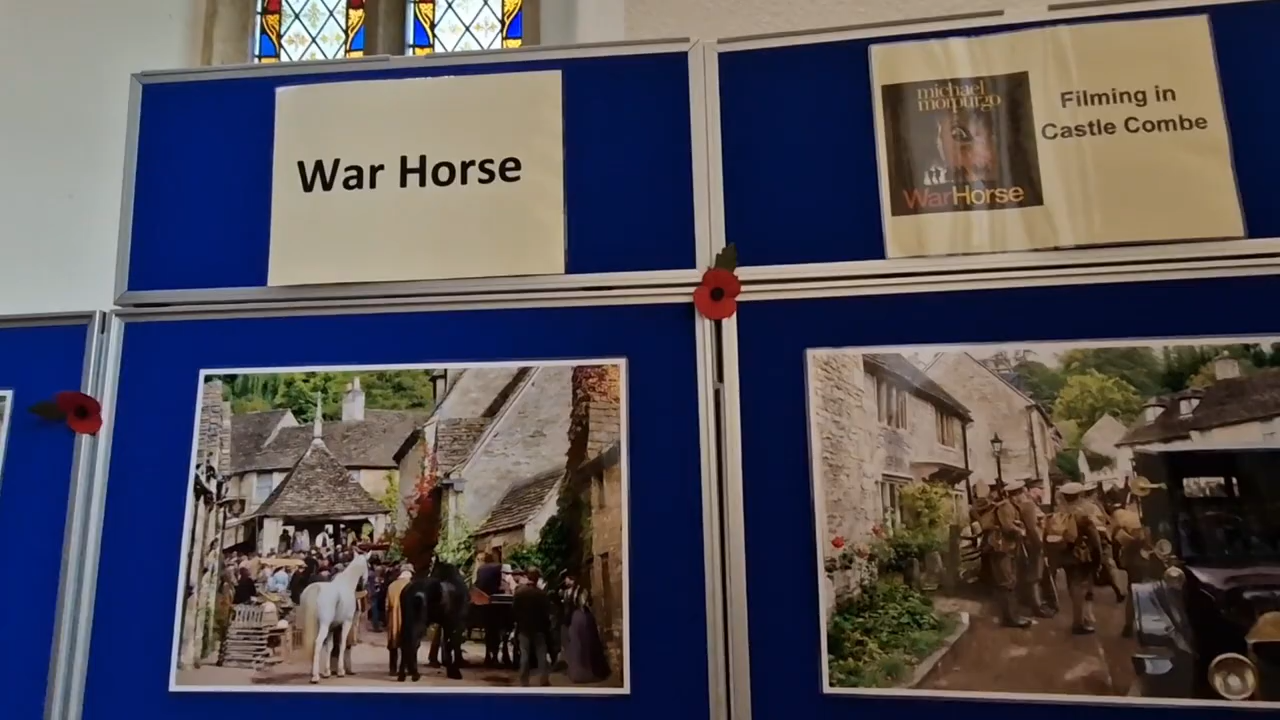 War Horse
michael
morpurgo
WarHorse
Filming in
Castle Combe